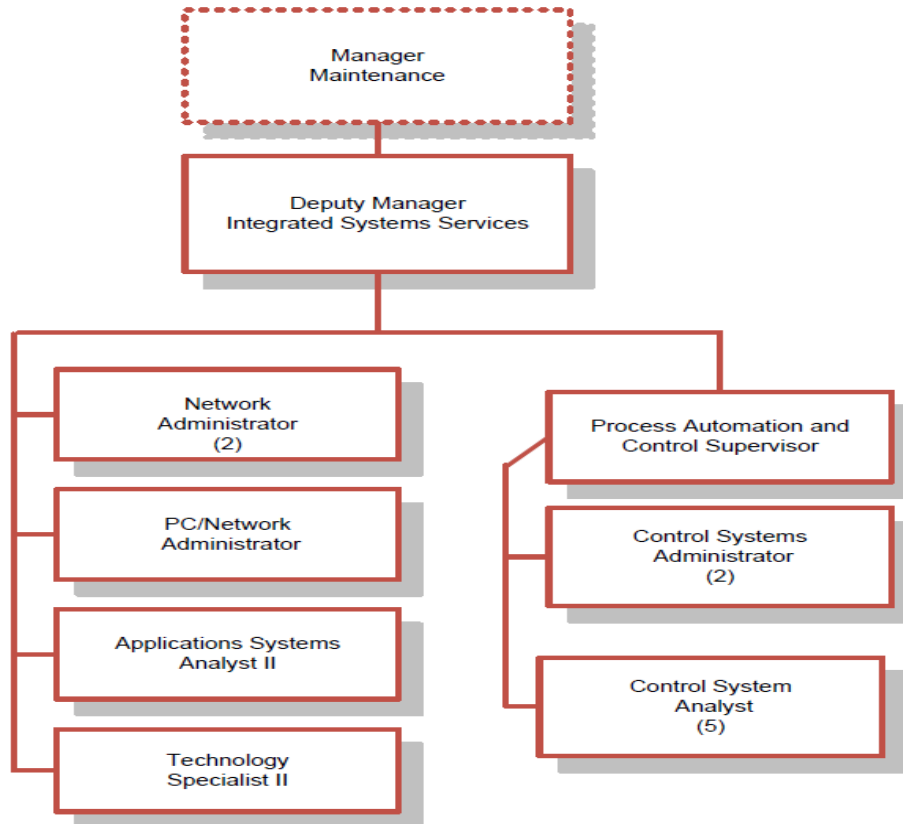 Manager
Maintenance
Deputy Manager
Integrated Systems Services
Network
Administrator
(2)
PC/Network
Administrator
Applications Systems
Analyst II
Technology
Specialist II
Process Automation and
Control Supervisor
Control Systems
Administrator
(2)
Control System
Analyst
(5)